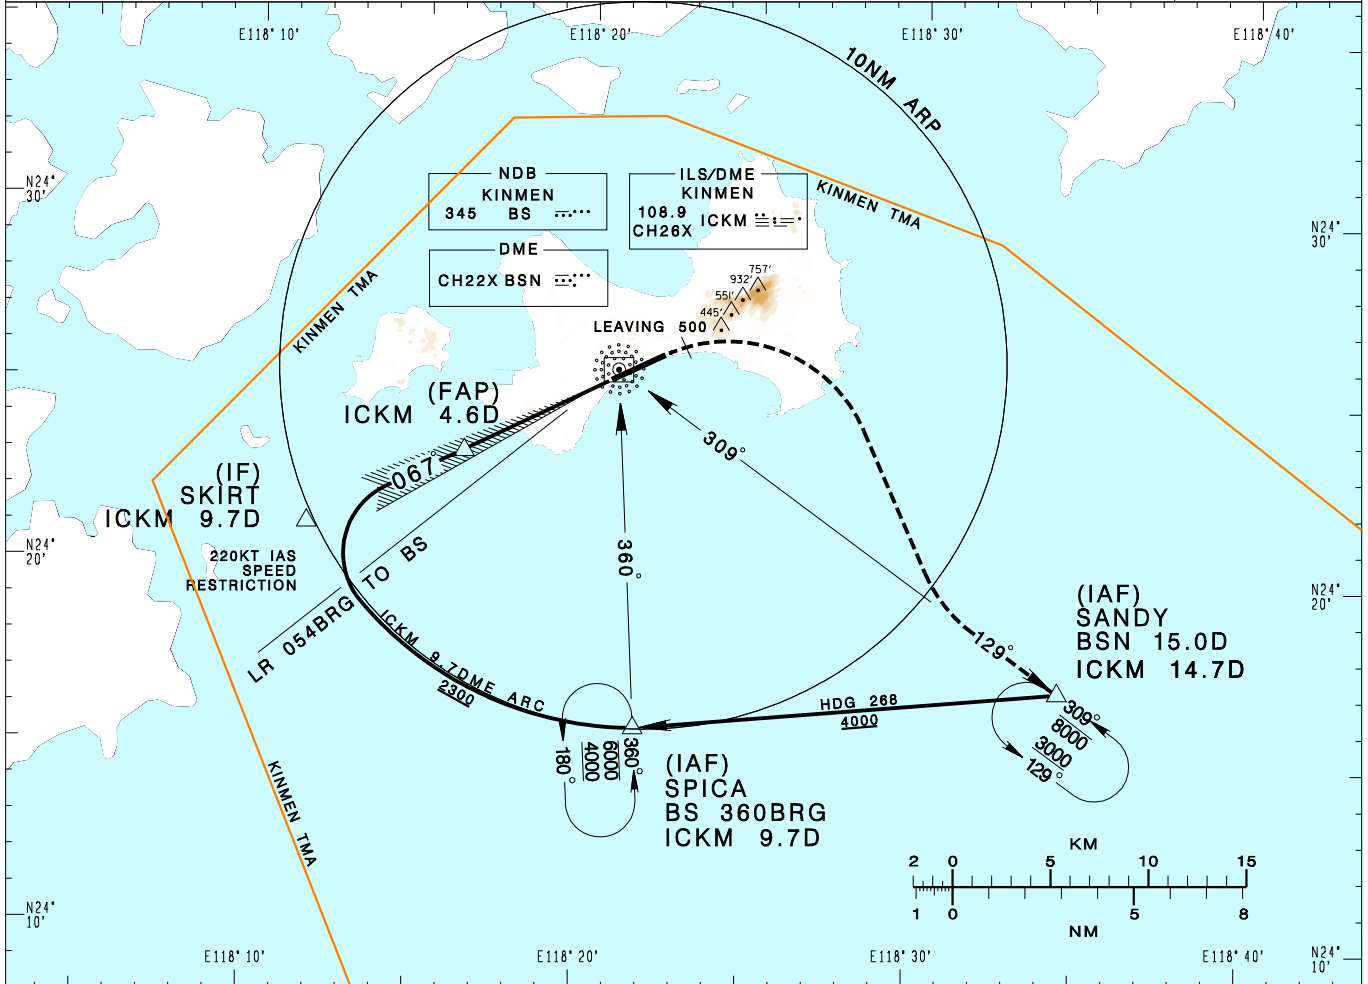 E118° 10'
E118° 20'
E118° 30'
E118° 40'
10NM ARP
N24°
30'
N24°
30'
NDB
KINMEN
345 BS
ILS/DME
KINMEN
108.9
CH26X
ICKM
DME
CH22X BSN
KINMEN TMA
KINMEN TMA
757'
932'
551'
445'
LEAVING 500
(FAP)
ICKM 4.6D
309°
067°
(IF)
SKIRT
ICKM 9.7D
220KT IAS
SPEED
RESTRICTION
N24°
20'
N24°
20'
LR 054BRG TO BS
360°
ICKM 9.7DME ARC
2300
129°
(IAF)
SANDY
BSN 15.0D
ICKM 14.7D
HDG 268
4000
309°
8000
3000
129°
180°
4000
6000
360°
(IAF)
SPICA
BS 360BRG
ICKM 9.7D
KINMEN TMA
KM
2 0 5 10 15
1 0 5 8
NM
N24°
10'
N24°
10'
E118° 10'
E118° 20'
E118° 30'
E118° 40'